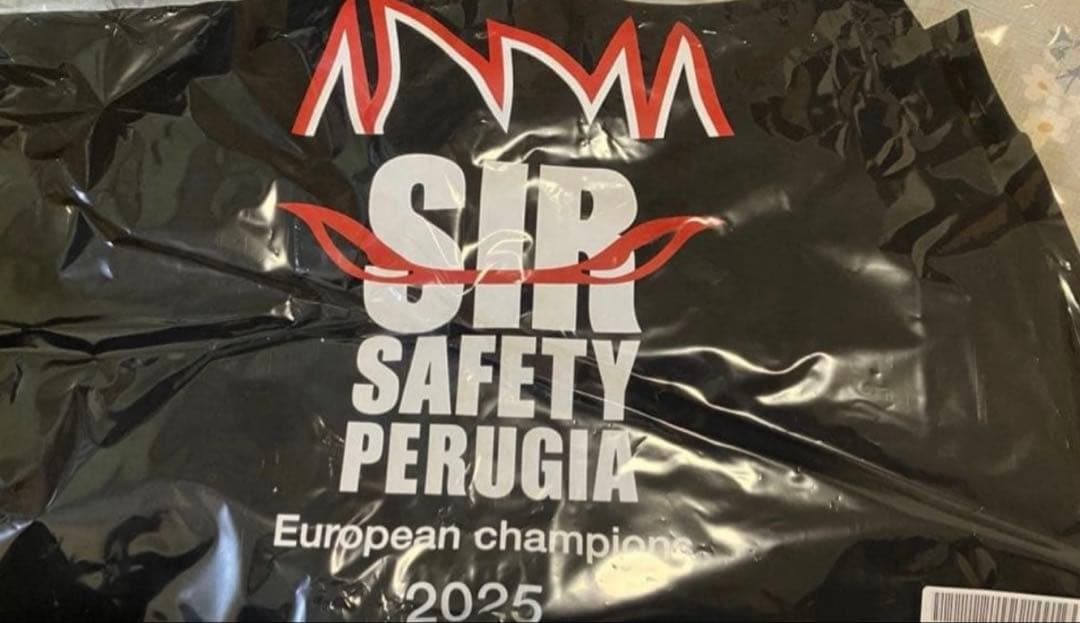 SIR
SAFETY
PERUGIA
European champions
2025